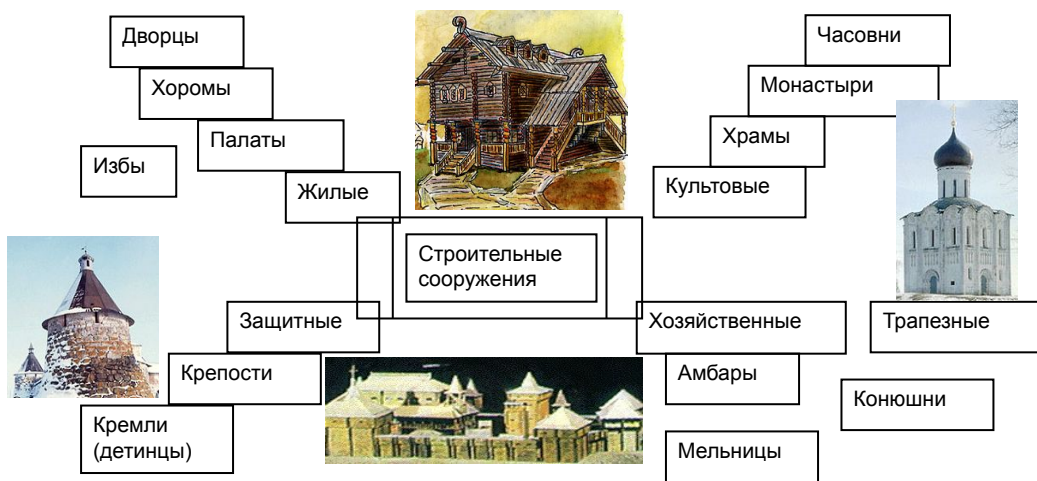 Дворцы
Хоромы
Палаты
Избы
Жилые
Часовни
Монастыри
Храмы
Культовые
Строительные
сооружения
Защитные
Крепости
Кремли
(детинцы)
Хозяйственные
Трапезные
Амбары
Конюшни
Мельницы